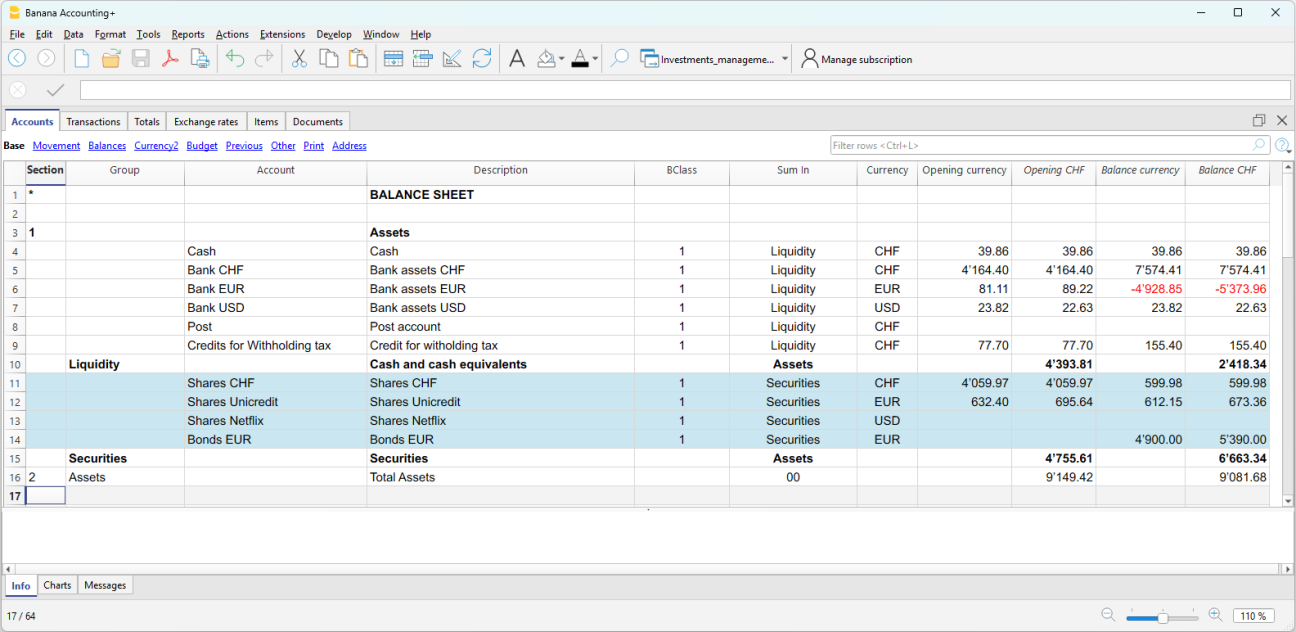 Banana Accounting+
File Edit Data Format Tools Reports Actions Extensions Develop Window Help
Investments_manageme... Manage subscription
Accounts Transactions Totals Exchange rates Items Documents
Base Movement Balances Currency2 Budget Previous Other Print Address Filter rows <Ctrl+L>
Section Group Account Description BClass Sum In Currency Opening currency Opening CHF Balance currency Balance CHF
1 * BALANCE SHEET
2
3 1 Assets
4 Cash Cash 1 Liquidity CHF 39.86 39.86 39.86 39.86
5 Bank CHF Bank assets CHF 1 Liquidity CHF 4'164.40 4'164.40 7'574.41 7'574.41
6 Bank EUR Bank assets EUR 1 Liquidity EUR 81.11 89.22 -4'928.85 -5'373.96
7 Bank USD Bank assets USD 1 Liquidity USD 23.82 22.63 23.82 22.63
8 Post Post account 1 Liquidity CHF
9 Credits for Withholding tax Credit for witholding tax 1 Liquidity CHF 77.70 77.70 155.40 155.40
10 Liquidity Cash and cash equivalents Assets 4'393.81 2'418.34
11 Shares CHF Shares CHF 1 Securities CHF 4'059.97 4'059.97 599.98 599.98
12 Shares Unicredit Shares Unicredit 1 Securities EUR 632.40 695.64 612.15 673.36
13 Shares Netflix Shares Netflix 1 Securities USD
14 Bonds EUR Bonds EUR 1 Securities EUR 4'900.00 5'390.00
15 Securities Securities Assets 4'755.61 6'663.34
16 2 Assets Total Assets 00 9'149.42 9'081.68
17
Info Charts Messages
17 / 64 110 %